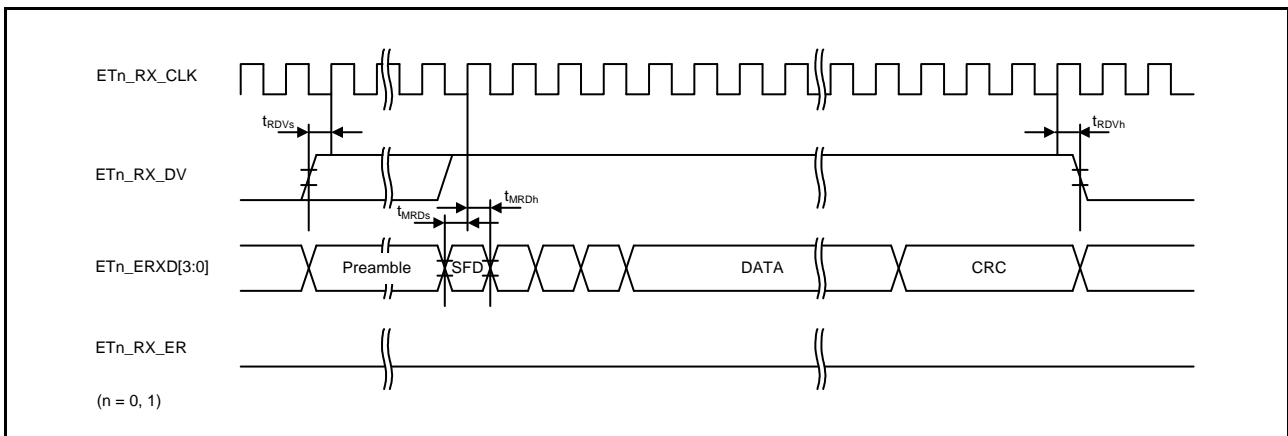 ETn_RX_CLK
tRDVs
tRDVh
ETn_RX_DV
tMRDs
tMRDh
ETn_ERXD[3:0]
Preamble
SFD
DATA
CRC
ETn_RX_ER
(n = 0, 1)